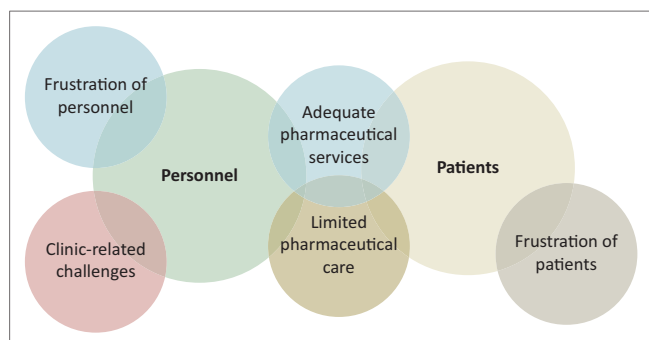 Frustration of
personnel
Adequate
pharmaceutical
services
Personnel
Patients
Clinic-related
challenges
Limited
pharmaceutical
care
Frustration of
patients